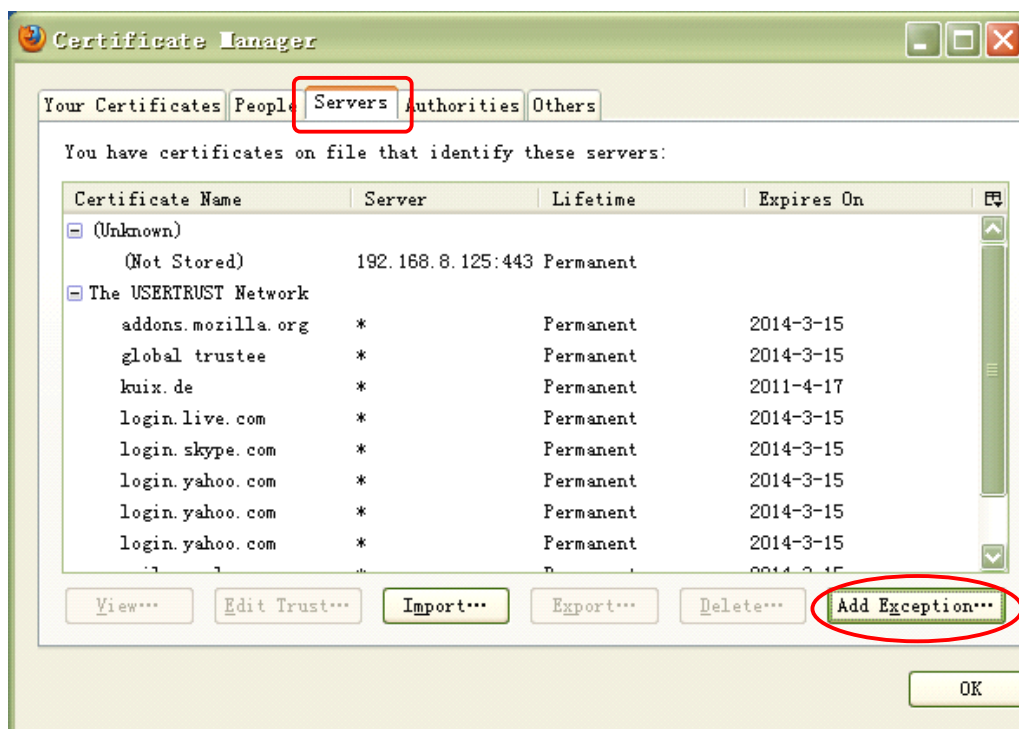 Certificate Manager
Your Certificates People Servers Authorities Others
You have certificates on file that identify these servers:
Certificate Name Server Lifetime Expires On
(Unknown)
(Not Stored) 192.168.8.125:443 Permanent
The USERTRUST Network
addons.mozilla.org * Permanent 2014-3-15
global trustee * Permanent 2014-3-15
kuix.de * Permanent 2011-4-17
login.live.com * Permanent 2014-3-15
login.skype.com * Permanent 2014-3-15
login.yahoo.com * Permanent 2014-3-15
login.yahoo.com * Permanent 2014-3-15
login.yahoo.com * Permanent 2014-3-15
View... Edit Trust... Import... Export... Delete... Add Exception...
OK